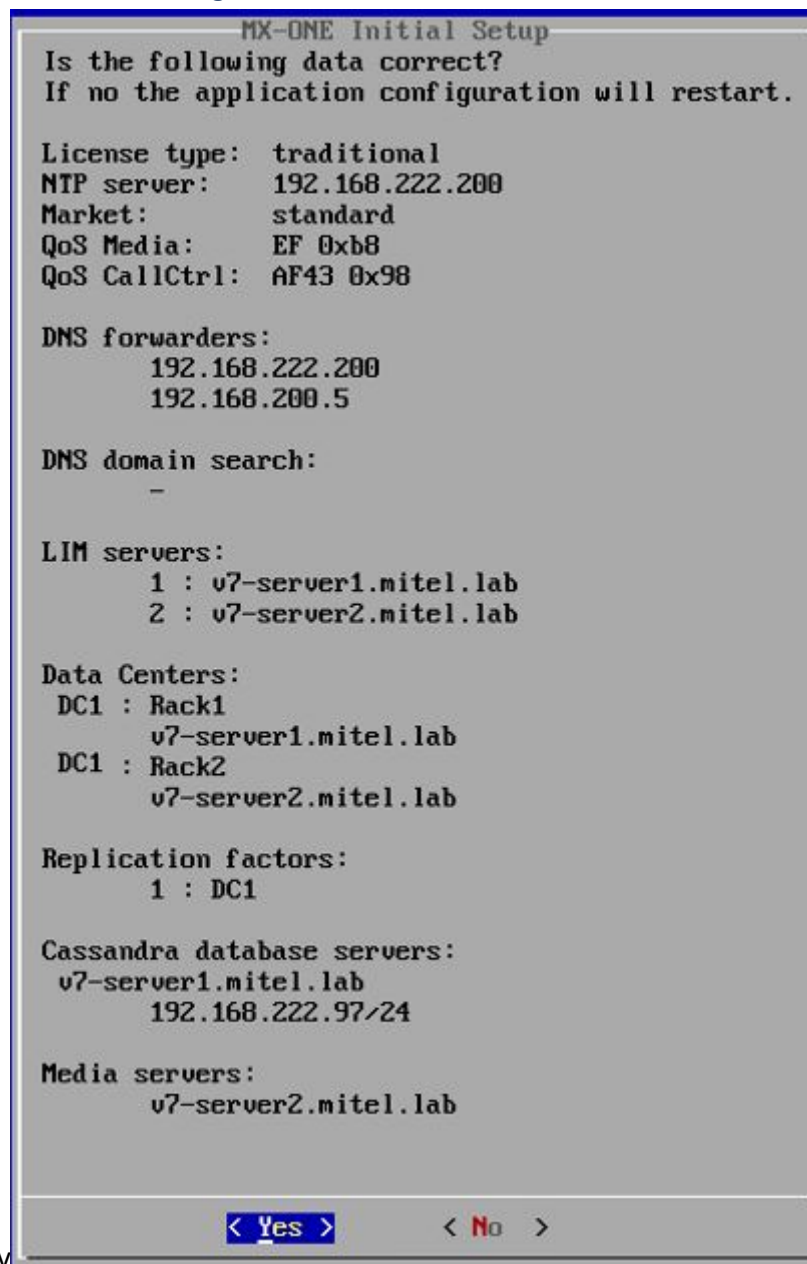 MX-ONE Initial Setup
Is the following data correct?
If no the application configuration will restart.
License type: traditional
NTP server: 192.168.222.200
Market: standard
QoS Media: EF 0xb8
QoS CallCtrl: AF43 0x98
DNS forwarders:
192.168.222.200
192.168.200.5
DNS domain search:
-
LIM servers:
1 : v7-server1.mitel.lab
2 : v7-server2.mitel.lab
Data Centers:
DC1 : Rack1
v7-server1.mitel.lab
DC1 : Rack2
v7-server2.mitel.lab
Replication factors:
1 : DC1
Cassandra database servers:
v7-server1.mitel.lab
192.168.222.97/24
Media servers:
v7-server2.mitel.lab
< Yes > < No >